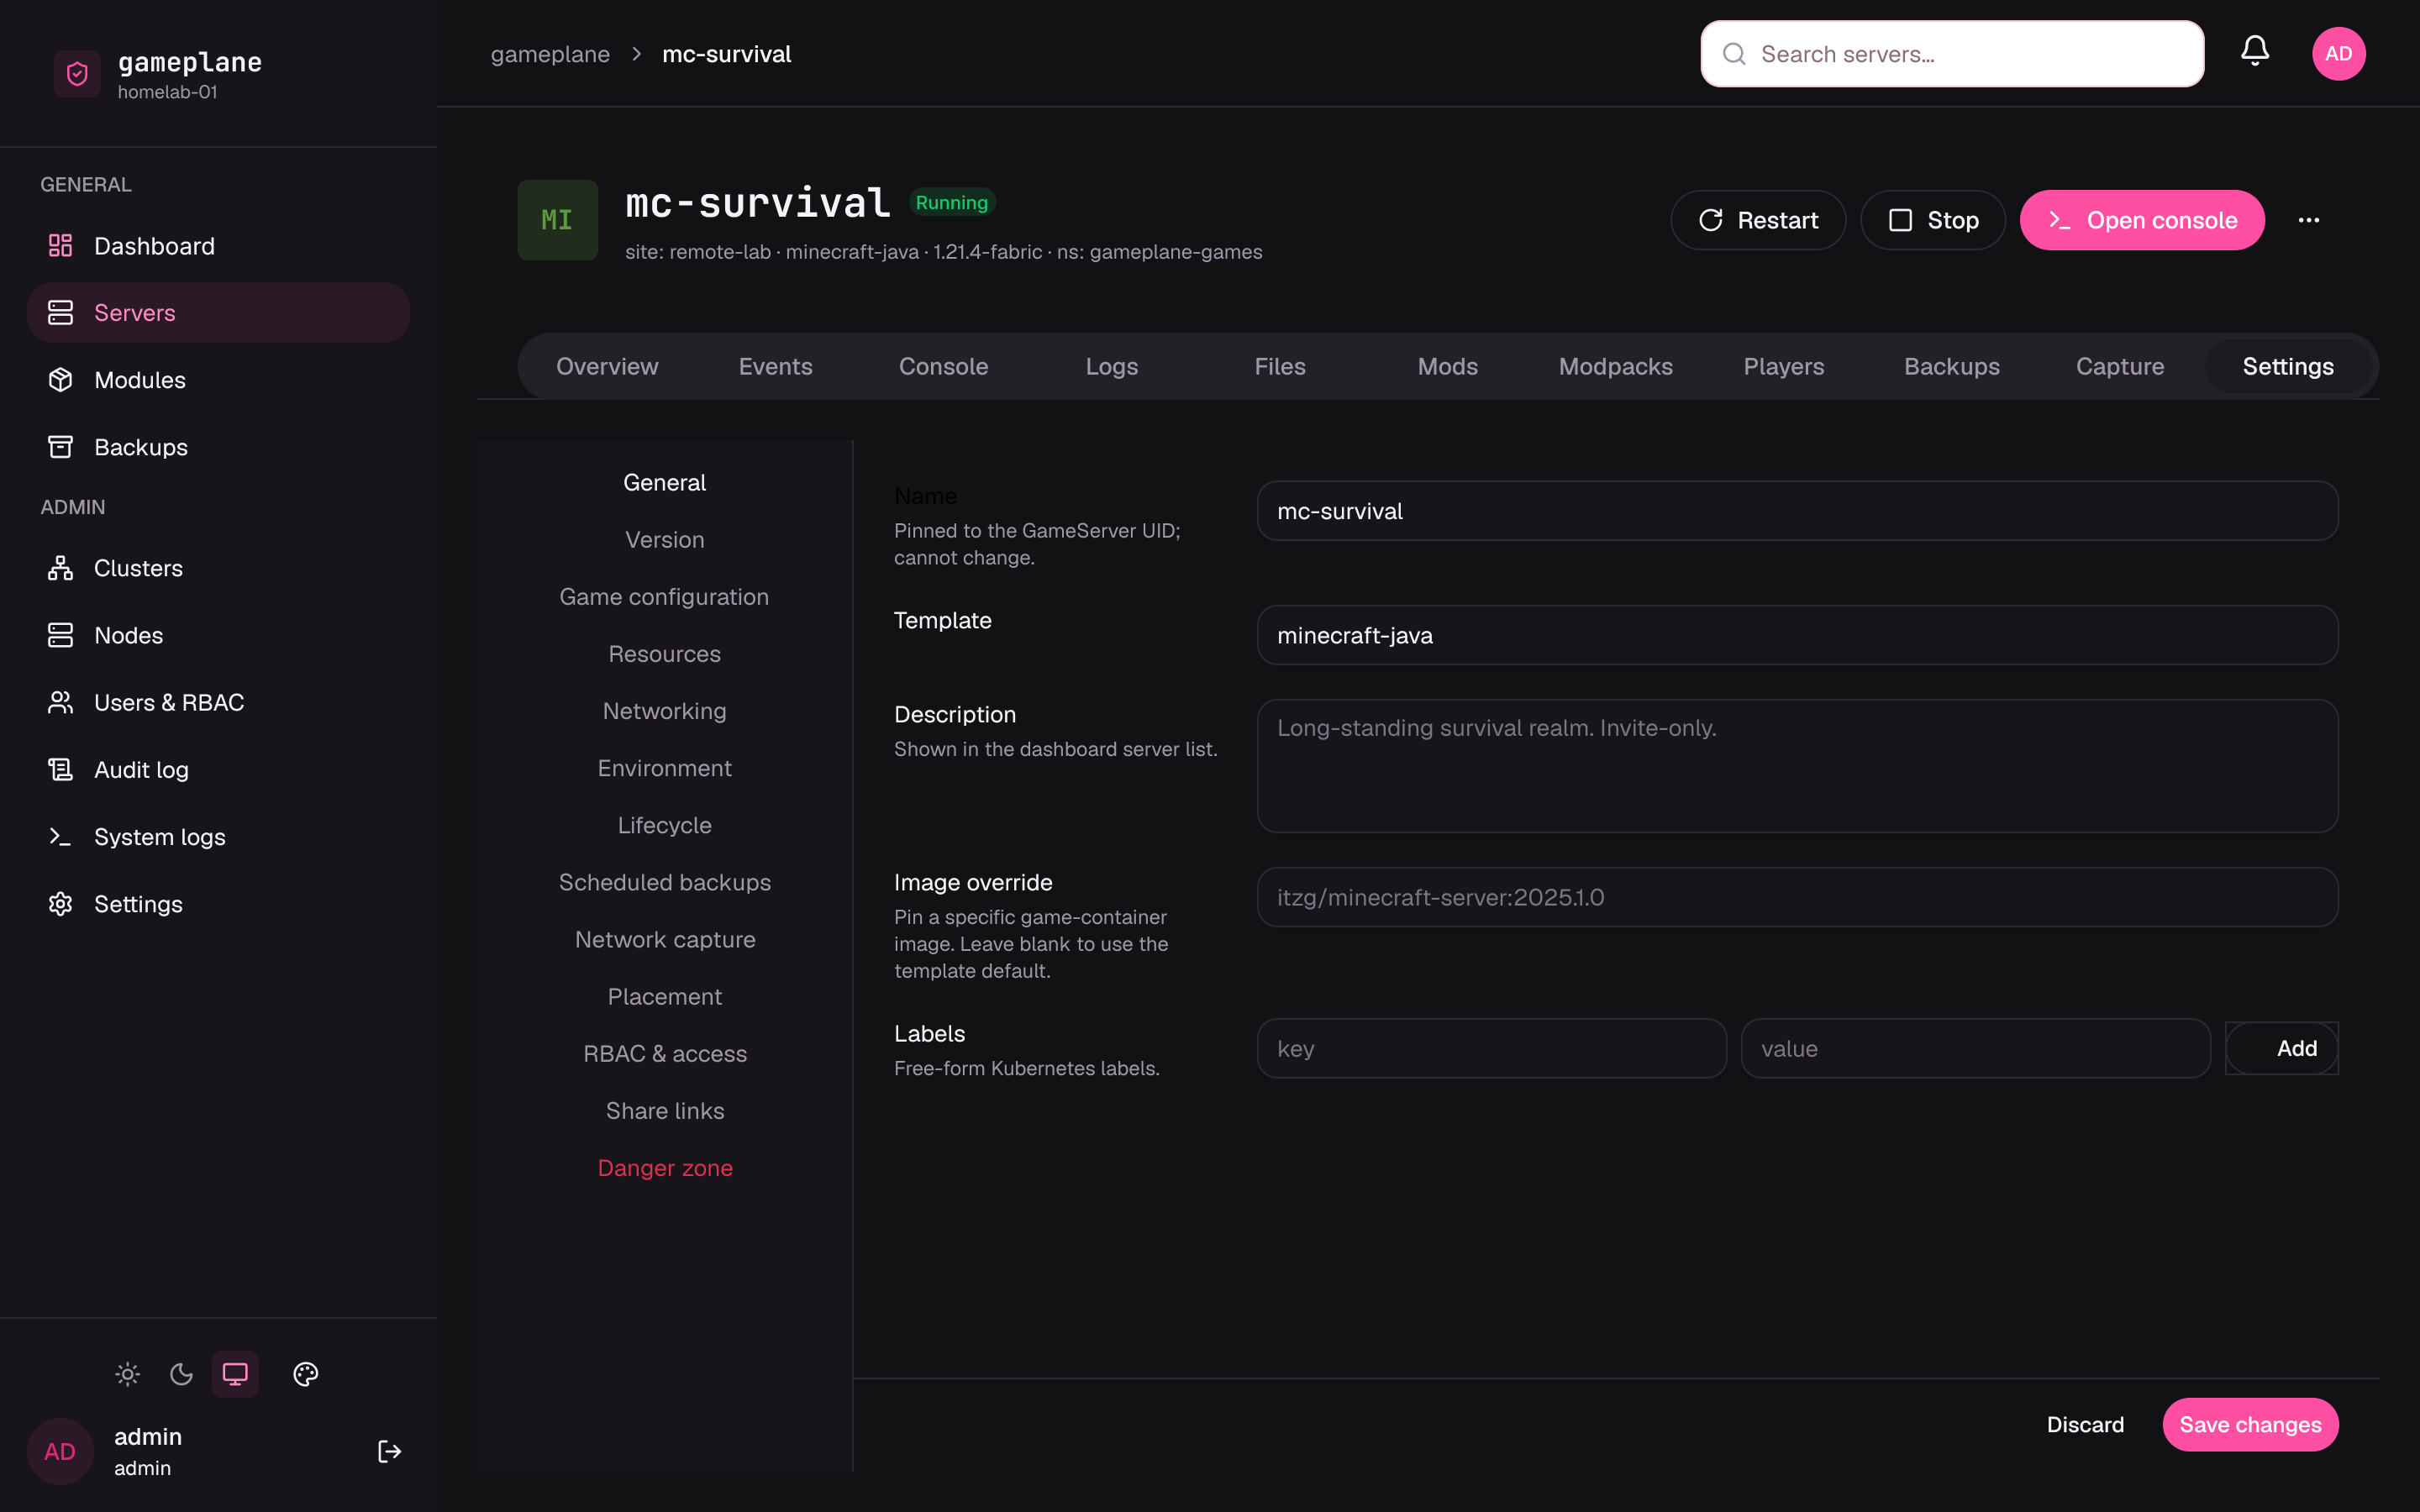 gameplane
homelab-01
GENERAL
Dashboard
Servers
Modules
Backups
ADMIN
Clusters
Nodes
Users & RBAC
Audit log
System logs
Settings
AD
admin
admin
gameplane > mc-survival
Search servers...
AD
MI
mc-survival
Running
site: remote-lab · minecraft-java · 1.21.4-fabric · ns: gameplane-games
Restart
Stop
Open console
Overview
Events
Console
Logs
Files
Mods
Modpacks
Players
Backups
Capture
Settings
General
Version
Game configuration
Resources
Networking
Environment
Lifecycle
Scheduled backups
Network capture
Placement
RBAC & access
Share links
Danger zone
Name
Pinned to the GameServer UID;
cannot change.
mc-survival
Template
minecraft-java
Description
Shown in the dashboard server list.
Long-standing survival realm. Invite-only.
Image override
Pin a specific game-container
image. Leave blank to use the
template default.
itzg/minecraft-server:2025.1.0
Labels
Free-form Kubernetes labels.
key
value
Add
Discard
Save changes